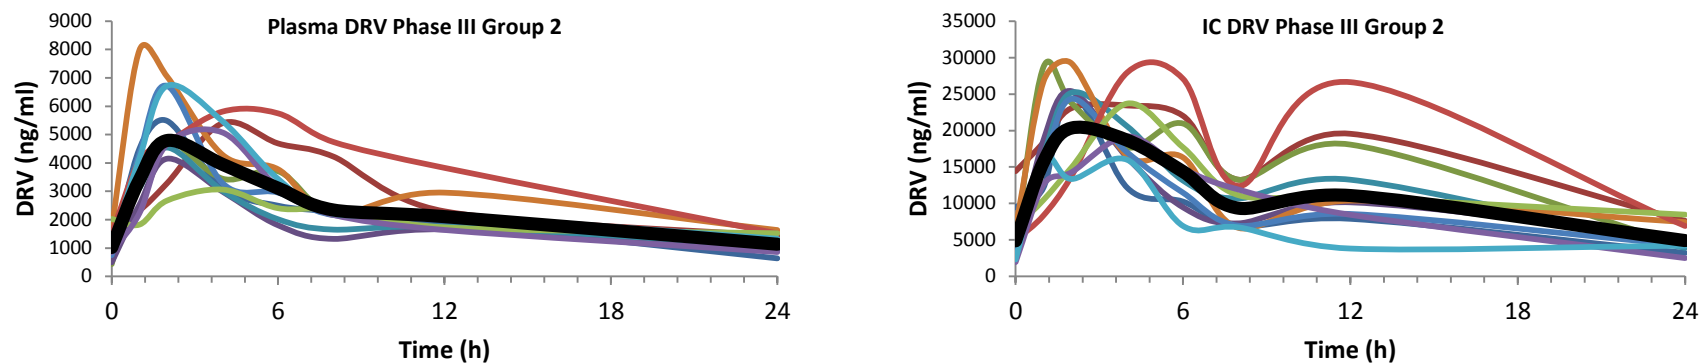 Plasma DRV Phase III Group 2
DRV (ng/ml)
9000
8000
7000
6000
5000
4000
3000
2000
1000
0
0 6 12 18 24
Time (h)
IC DRV Phase III Group 2
DRV (ng/ml)
35000
30000
25000
20000
15000
10000
5000
0
0 6 12 18 24
Time (h)